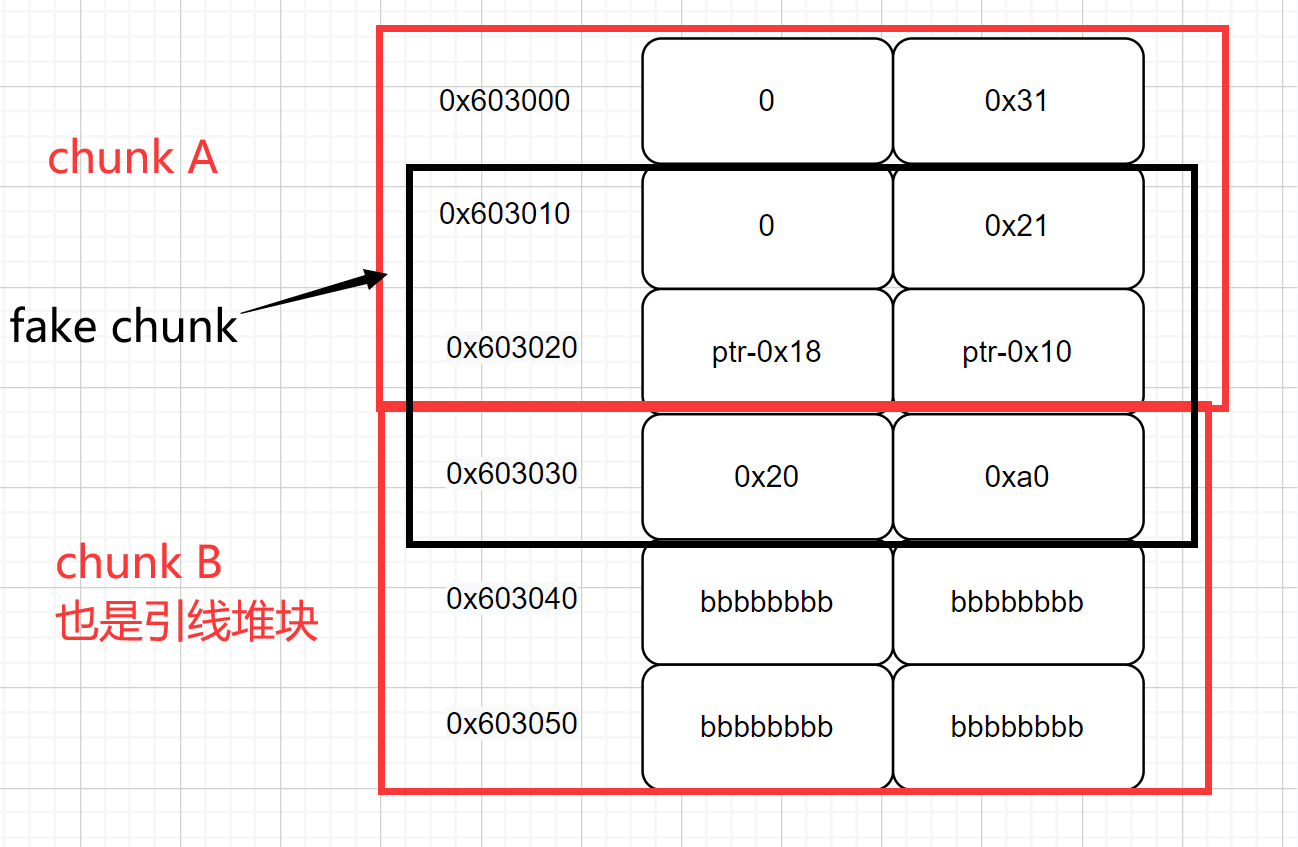 0x603000 0 0x31
chunk A
0x603010 0 0x21
fake chunk
0x603020 ptr-0x18 ptr-0x10
0x603030 0x20 0xa0
chunk B
也是引线堆块
0x603040 bbbbbbbb bbbbbbbb
0x603050 bbbbbbbb bbbbbbbb